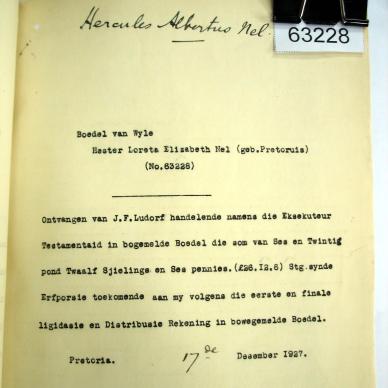 Hercules Albertus Nel.
63228
Boedel van Wyle
Hester Loreta Elizabeth Nel (geb.Pretoruis)
(No.63228)
Ontvangen van J.F.Ludorf handelende namens die Eksekuteur
Testamentaid in bogemelde Boedel die som van Ses en Twintig
pond Twaalf Sjielings en Ses pennies.(£26.12.6) Stg.synde
Erfporsie toekomende aan my volgens die eerste en finale
ligidasie en Distribusie Rekening in bowegemelde Boedel.
Pretoria. 17de Desember 1927.